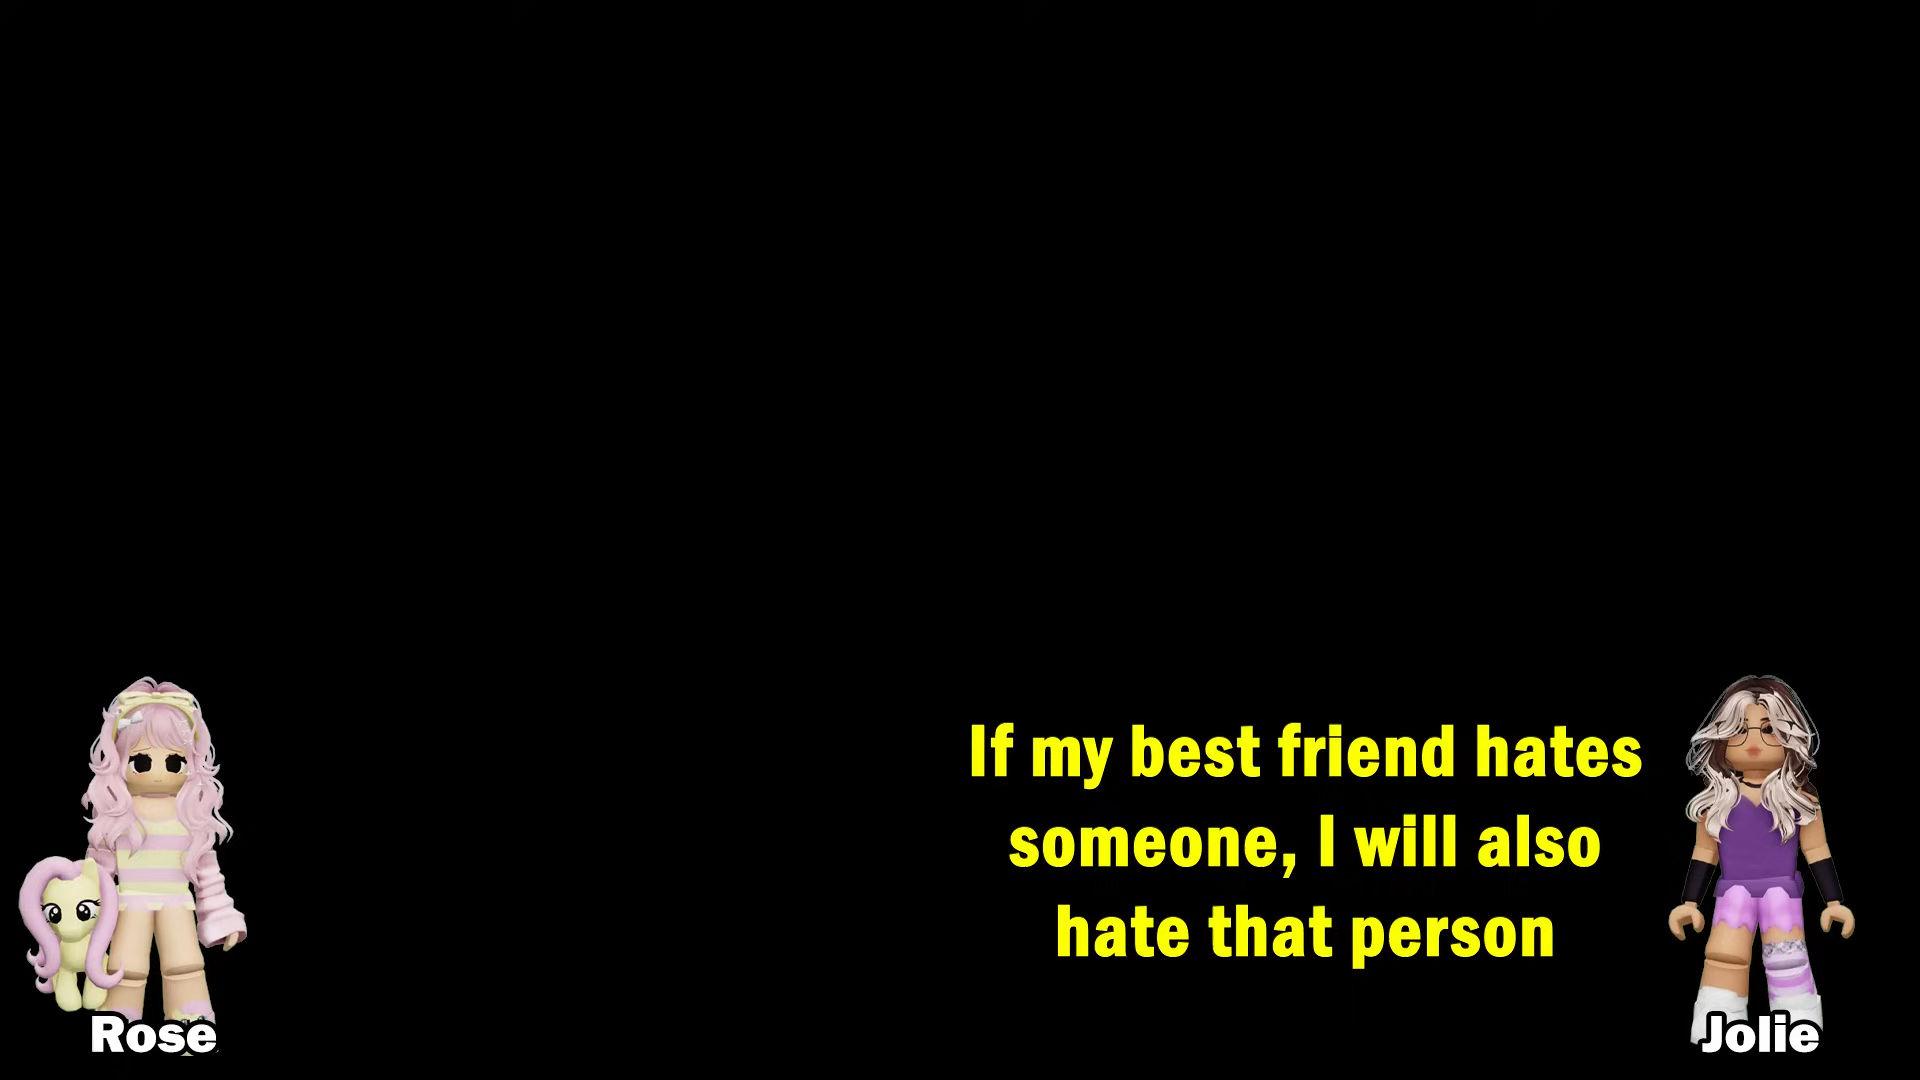 If my best friend hates
someone, I will also
hate that person
Rose
Jolie